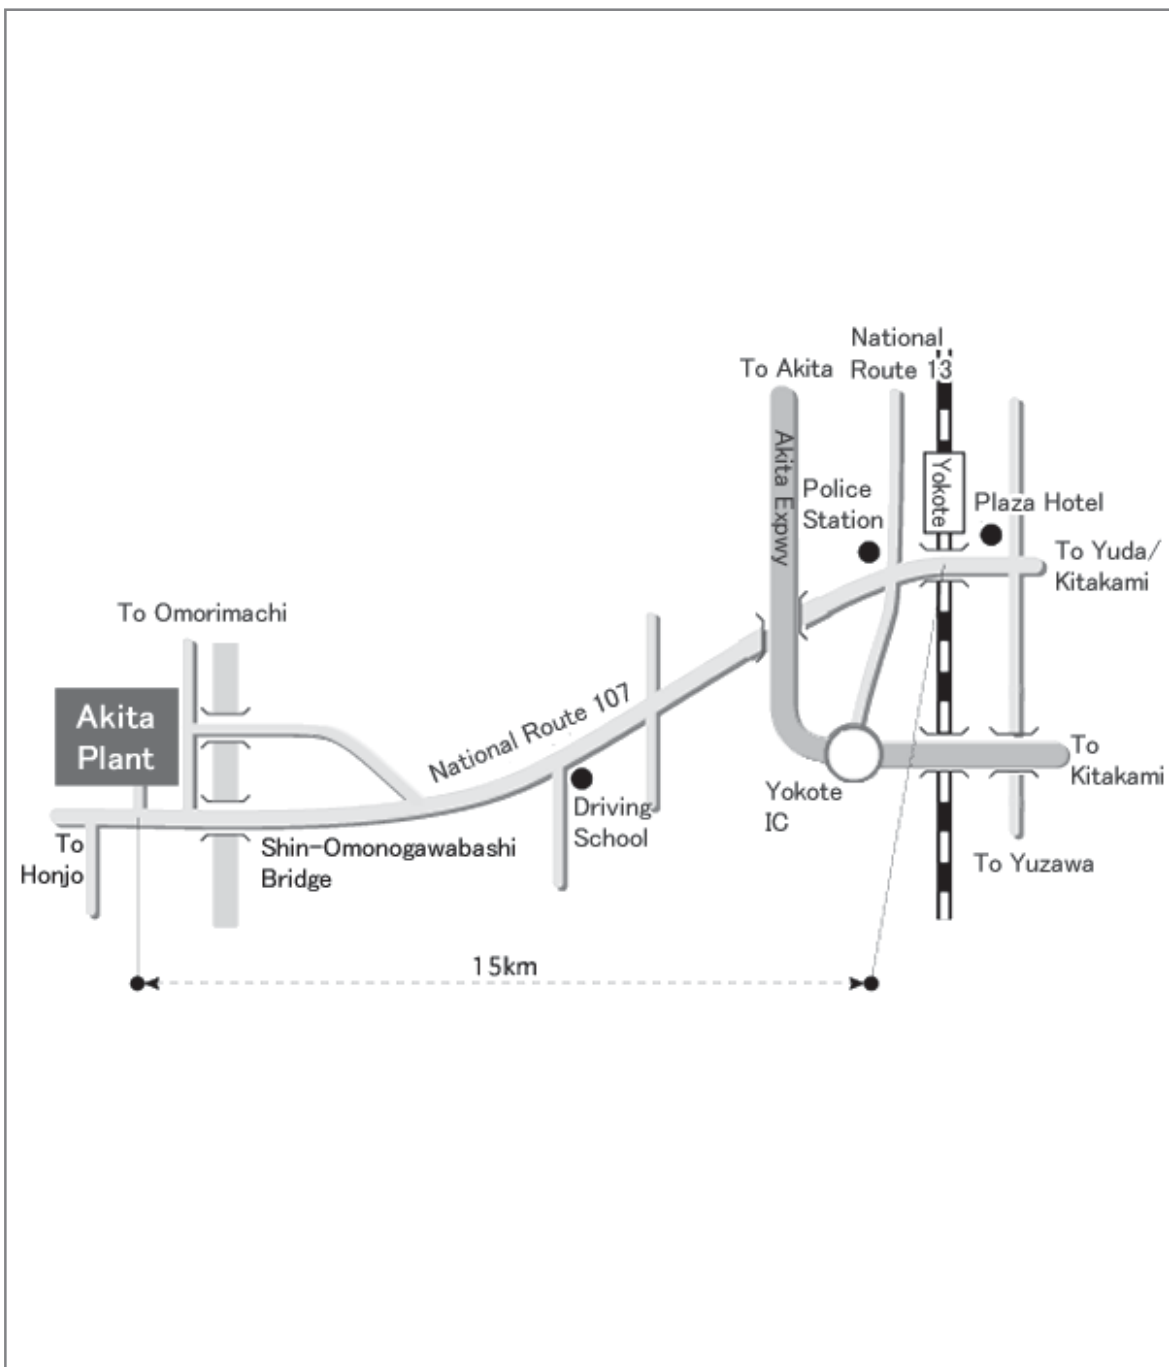 National
Route 13
To Akita
Akita Expwy
Police
Station
Yokote
Plaza Hotel
To Yuda/
Kitakami
To Omorimachi
Akita
Plant
National Route 107
To
Kitakami
Yokote
IC
Driving
School
To
Honjo
Shin-Omonogawabashi
Bridge
To Yuzawa
15km